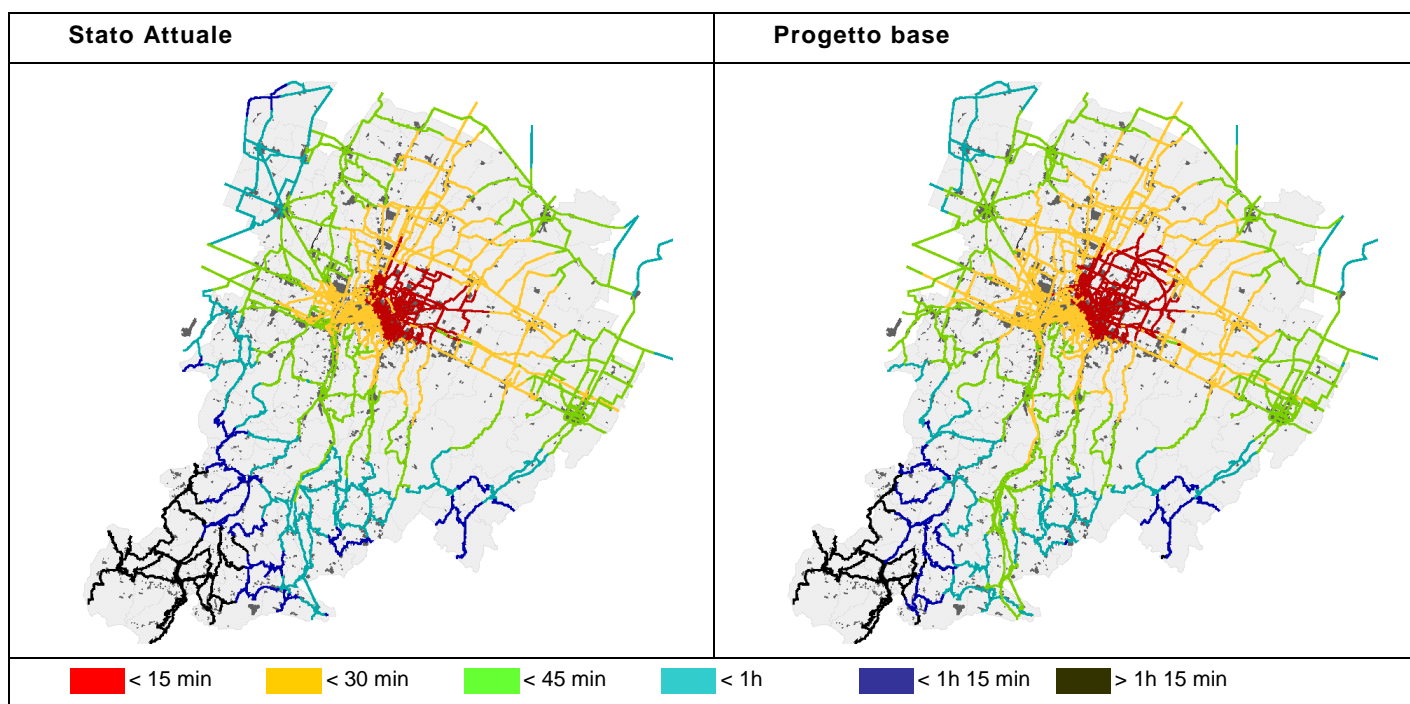 Stato Attuale
Progetto base
< 15 min
< 30 min
< 45 min
< 1h
< 1h 15 min
> 1h 15 min